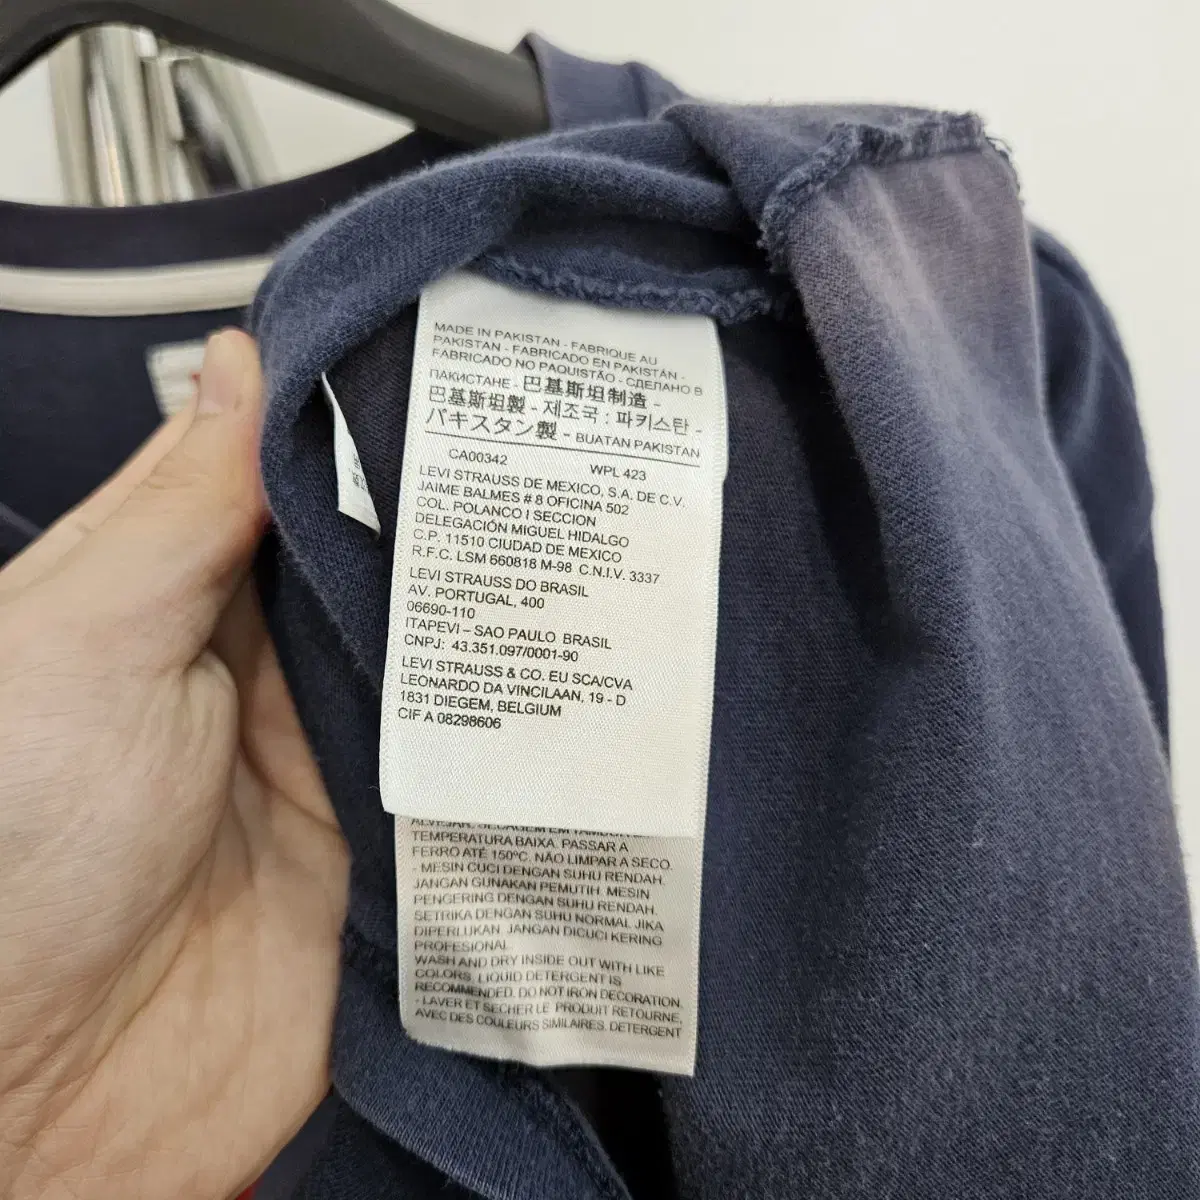 MADE IN PAKISTAN - FABRIQUE AU
PAKISTAN - FABRICADO EN PAKISTÁN -
FABRICADO NO PAQUISTÃO - СДЕЛАНО В
ПАКИСТАНЕ - 巴基斯坦制造 -
巴基斯坦製 - 제조국 : 파키스탄 -
パキスタン製 - BUATAN PAKISTAN
CA00342 WPL 423
LEVI STRAUSS DE MEXICO, S.A. DE C.V.
JAIME BALMES # 8 OFICINA 502
COL. POLANCO I SECCION
DELEGACIÓN MIGUEL HIDALGO
C.P. 11510 CIUDAD DE MEXICO
R.F.C. LSM 660818 M-98 C.N.I.V. 3337
LEVI STRAUSS DO BRASIL
AV. PORTUGAL, 400
06690-110
ITAPEVI – SAO PAULO BRASIL
CNPJ: 43.351.097/0001-90
LEVI STRAUSS & CO. EU SCA/CVA
LEONARDO DA VINCILAAN, 19 - D
1831 DIEGEM, BELGIUM
CIF A 08298606
ALVEJAR. SECAGEM EM
TEMPERATURA BAIXA. PASSAR A
FERRO ATÉ 150ºC. NÃO LIMPAR A SECO.
- MESIN CUCI DENGAN SUHU RENDAH.
JANGAN GUNAKAN PEMUTIH. MESIN
PENGERING DENGAN SUHU RENDAH.
SETRIKA DENGAN SUHU NORMAL JIKA
DIPERLUKAN. JANGAN DICUCI KERING
PROFESIONAL.
WASH AND DRY INSIDE OUT WITH LIKE
COLORS, LIQUID DETERGENT IS
RECOMMENDED. DO NOT IRON DECORATION.
- LAVER ET SECHER LE PRODUIT RETOURNE,
AVEC DES COULEURS SIMILAIRES. DETERGENT